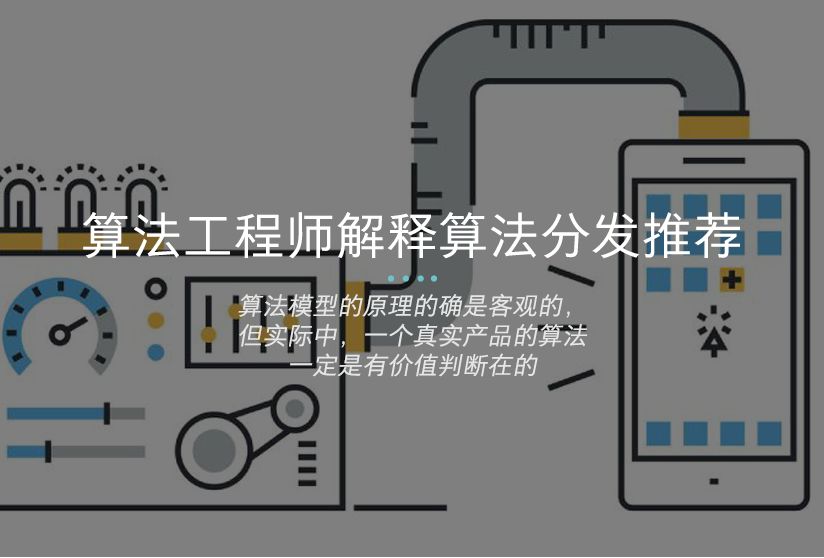 算法工程师解释算法分发推荐
算法模型的原理的确是客观的，
但实际中，一个真实产品的算法
一定是有价值判断在的